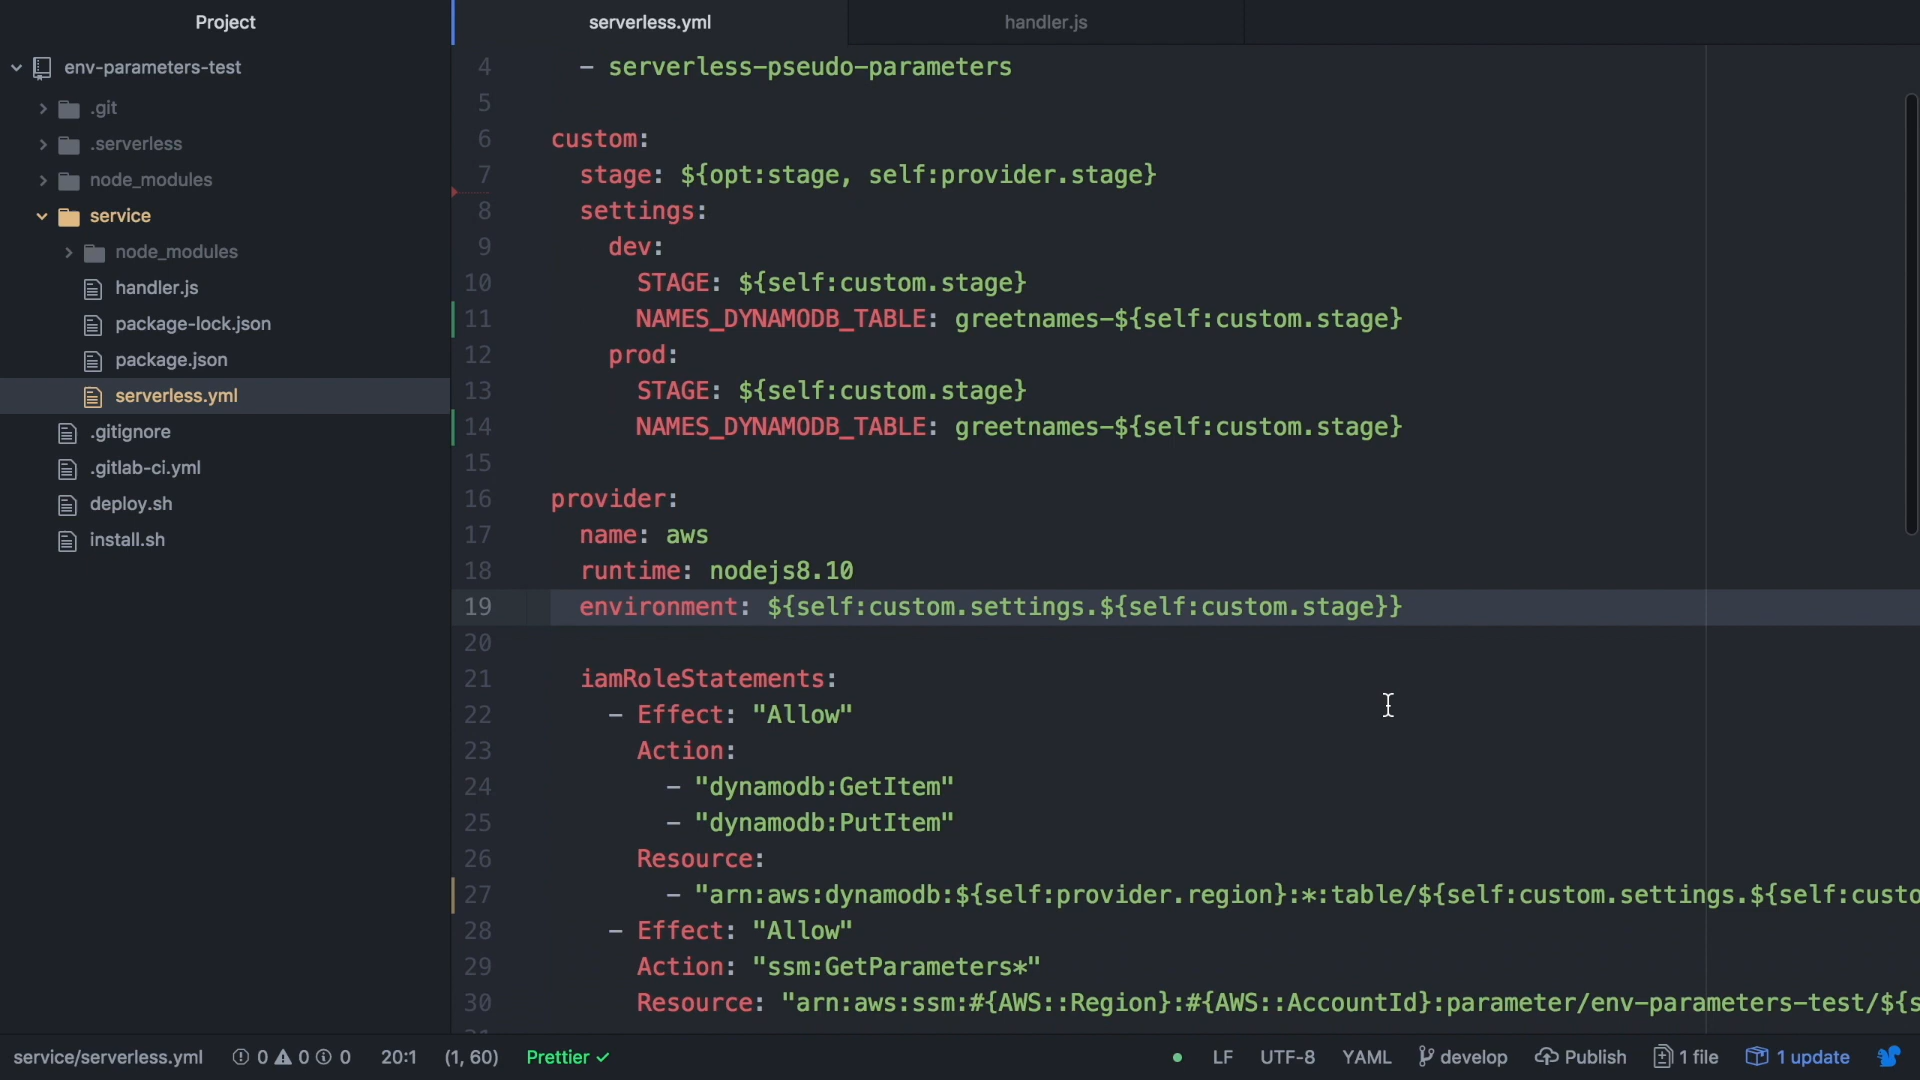 Project
serverless.yml
handler.js
env-parameters-test
.git
.serverless
node_modules
service
node_modules
handler.js
package-lock.json
package.json
serverless.yml
.gitignore
.gitlab-ci.yml
deploy.sh
install.sh
4 - serverless-pseudo-parameters
5
6 custom:
7 stage: ${opt:stage, self:provider.stage}
8 settings:
9 dev:
10 STAGE: ${self:custom.stage}
11 NAMES_DYNAMODB_TABLE: greetnames-${self:custom.stage}
12 prod:
13 STAGE: ${self:custom.stage}
14 NAMES_DYNAMODB_TABLE: greetnames-${self:custom.stage}
15
16 provider:
17 name: aws
18 runtime: nodejs8.10
19 environment: ${self:custom.settings.${self:custom.stage}}
20
21 iamRoleStatements:
22 - Effect: "Allow"
23 Action:
24 - "dynamodb:GetItem"
25 - "dynamodb:PutItem"
26 Resource:
27 - "arn:aws:dynamodb:${self:provider.region}:*:table/${self:custom.settings.${self:custo
28 - Effect: "Allow"
29 Action: "ssm:GetParameters*"
30 Resource: "arn:aws:ssm:#{AWS::Region}:#{AWS::AccountId}:parameter/env-parameters-test/${s
service/serverless.yml 0 0 0 20:1 (1, 60) Prettier ✓ LF UTF-8 YAML develop Publish 1 file 1 update